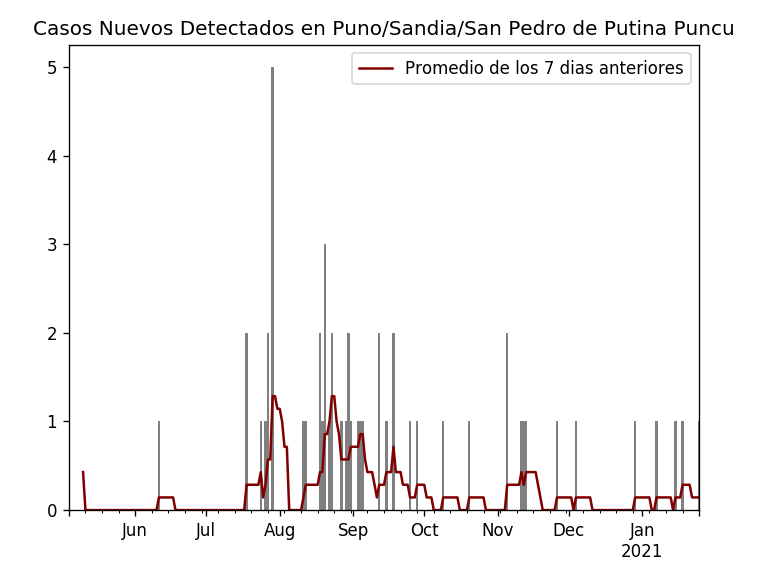 Casos Nuevos Detectados en Puno/Sandia/San Pedro de Putina Puncu
Promedio de los 7 dias anteriores
5
4
3
2
1
0
Jun Jul Aug Sep Oct Nov Dec Jan
2021